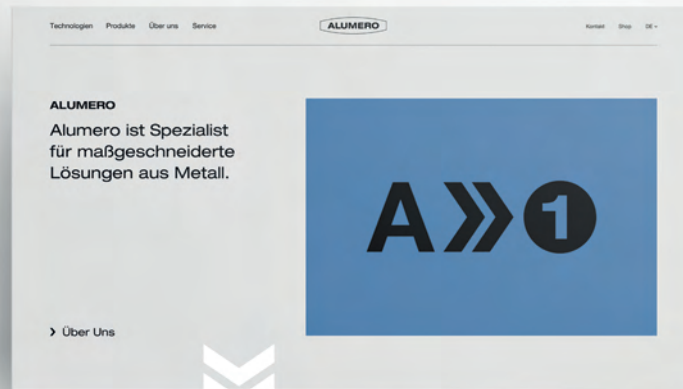 Technologien Produkte Über uns Service
ALUMERO
Kontakt Shop DE
ALUMERO
Alumero ist Spezialist
für maßgeschneiderte
Lösungen aus Metall.
A 1
Über Uns